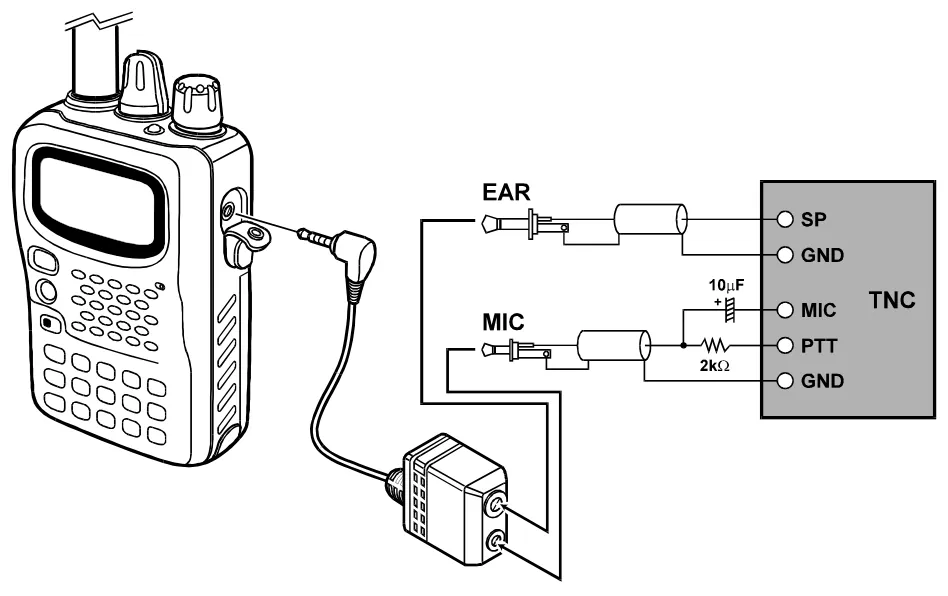 EAR
SP
GND
10μF
+
MIC
TNC
MIC
PTT
2kΩ
GND